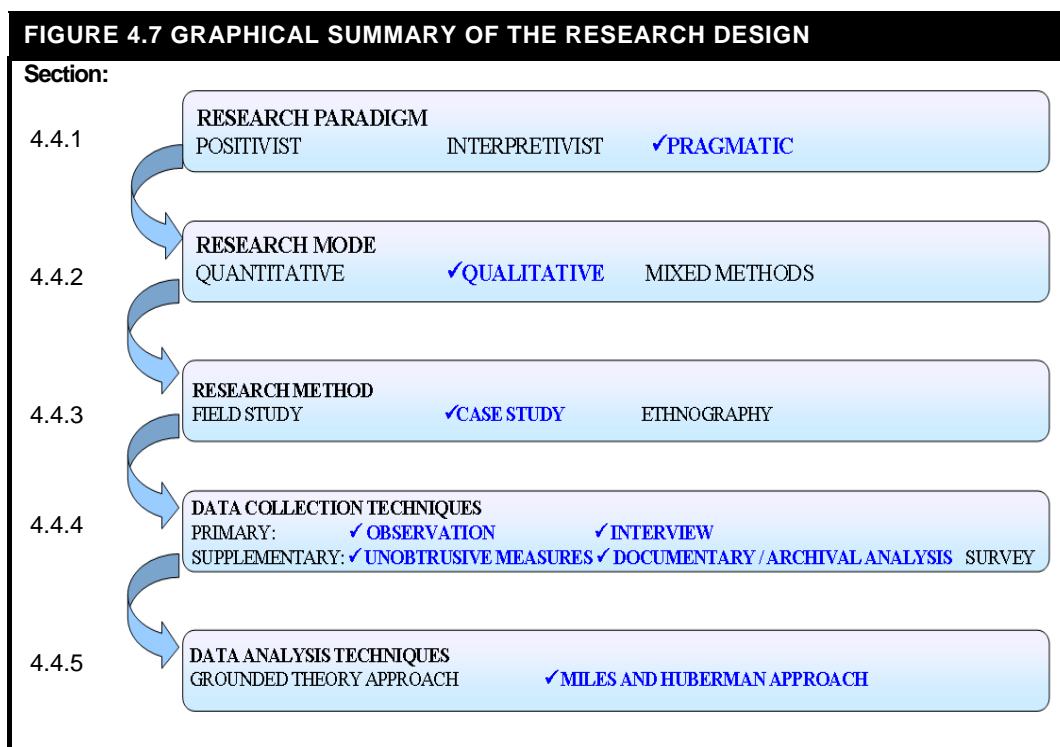 FIGURE 4.7 GRAPHICAL SUMMARY OF THE RESEARCH DESIGN
Section:
4.4.1
RESEARCH PARADIGM
POSITIVIST INTERPRETIVIST ✓PRAGMATIC
4.4.2
RESEARCH MODE
QUANTITATIVE ✓QUALITATIVE MIXED METHODS
4.4.3
RESEARCH METHOD
FIELD STUDY ✓CASE STUDY ETHNOGRAPHY
4.4.4
DATA COLLECTION TECHNIQUES
PRIMARY: ✓ OBSERVATION ✓INTERVIEW
SUPPLEMENTARY: ✓ UNOBTRUSIVE MEASURES ✓ DOCUMENTARY / ARCHIVAL ANALYSIS SURVEY
4.4.5
DATA ANALYSIS TECHNIQUES
GROUNDED THEORY APPROACH ✓MILES AND HUBERMAN APPROACH